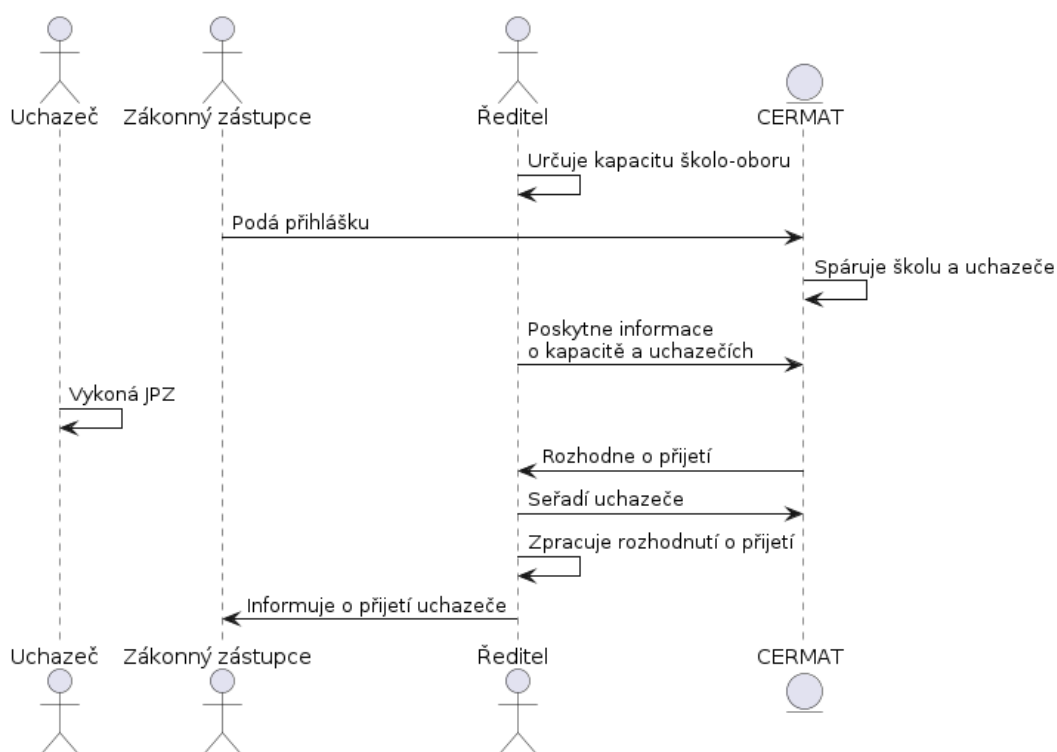 Uchazeč
Zákonný zástupce
Ředitel
CERMAT
Určuje kapacitu školo-oboru
Podá přihlášku
Spáruje školu a uchazeče
Poskytne informace
o kapacitě a uchazečích
Vykoná JPZ
Rozhodne o přijetí
Seřadí uchazeče
Zpracuje rozhodnutí o přijetí
Informuje o přijetí uchazeče
Uchazeč
Zákonný zástupce
Ředitel
CERMAT